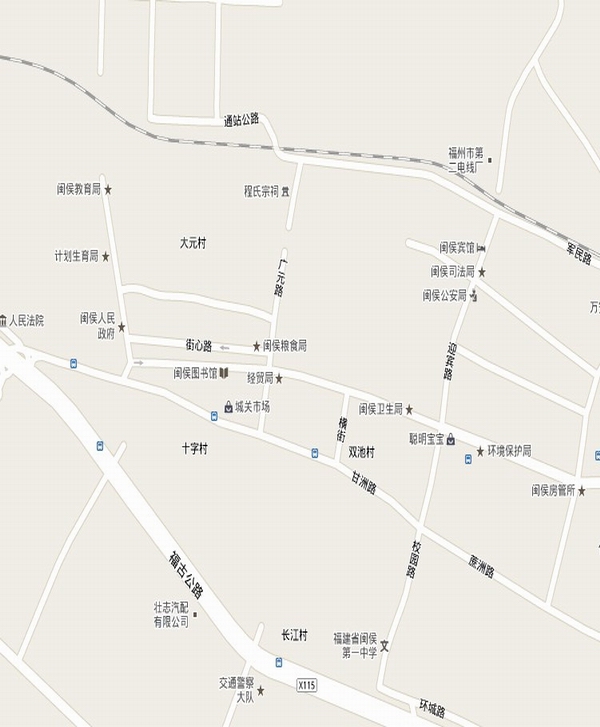 通站公路
福州市第
二电线厂
闽侯教育局
程氏宗祠
大元村
闽侯宾馆
军民路
计划生育局
广元路
闽侯司法局
闽侯公安局
人民法院
闽侯人民
政府
街心路
闽侯粮食局
迎宾路
闽侯图书馆
经贸局
城关市场
闽侯卫生局
横街
聪明宝宝
十字村
双池村
环境保护局
甘洲路
闽侯房管所
校园路
蔗洲路
福古公路
壮志汽配
有限公司
长江村
福建省闽侯
第一中学
交通警察
大队
X115
环城路